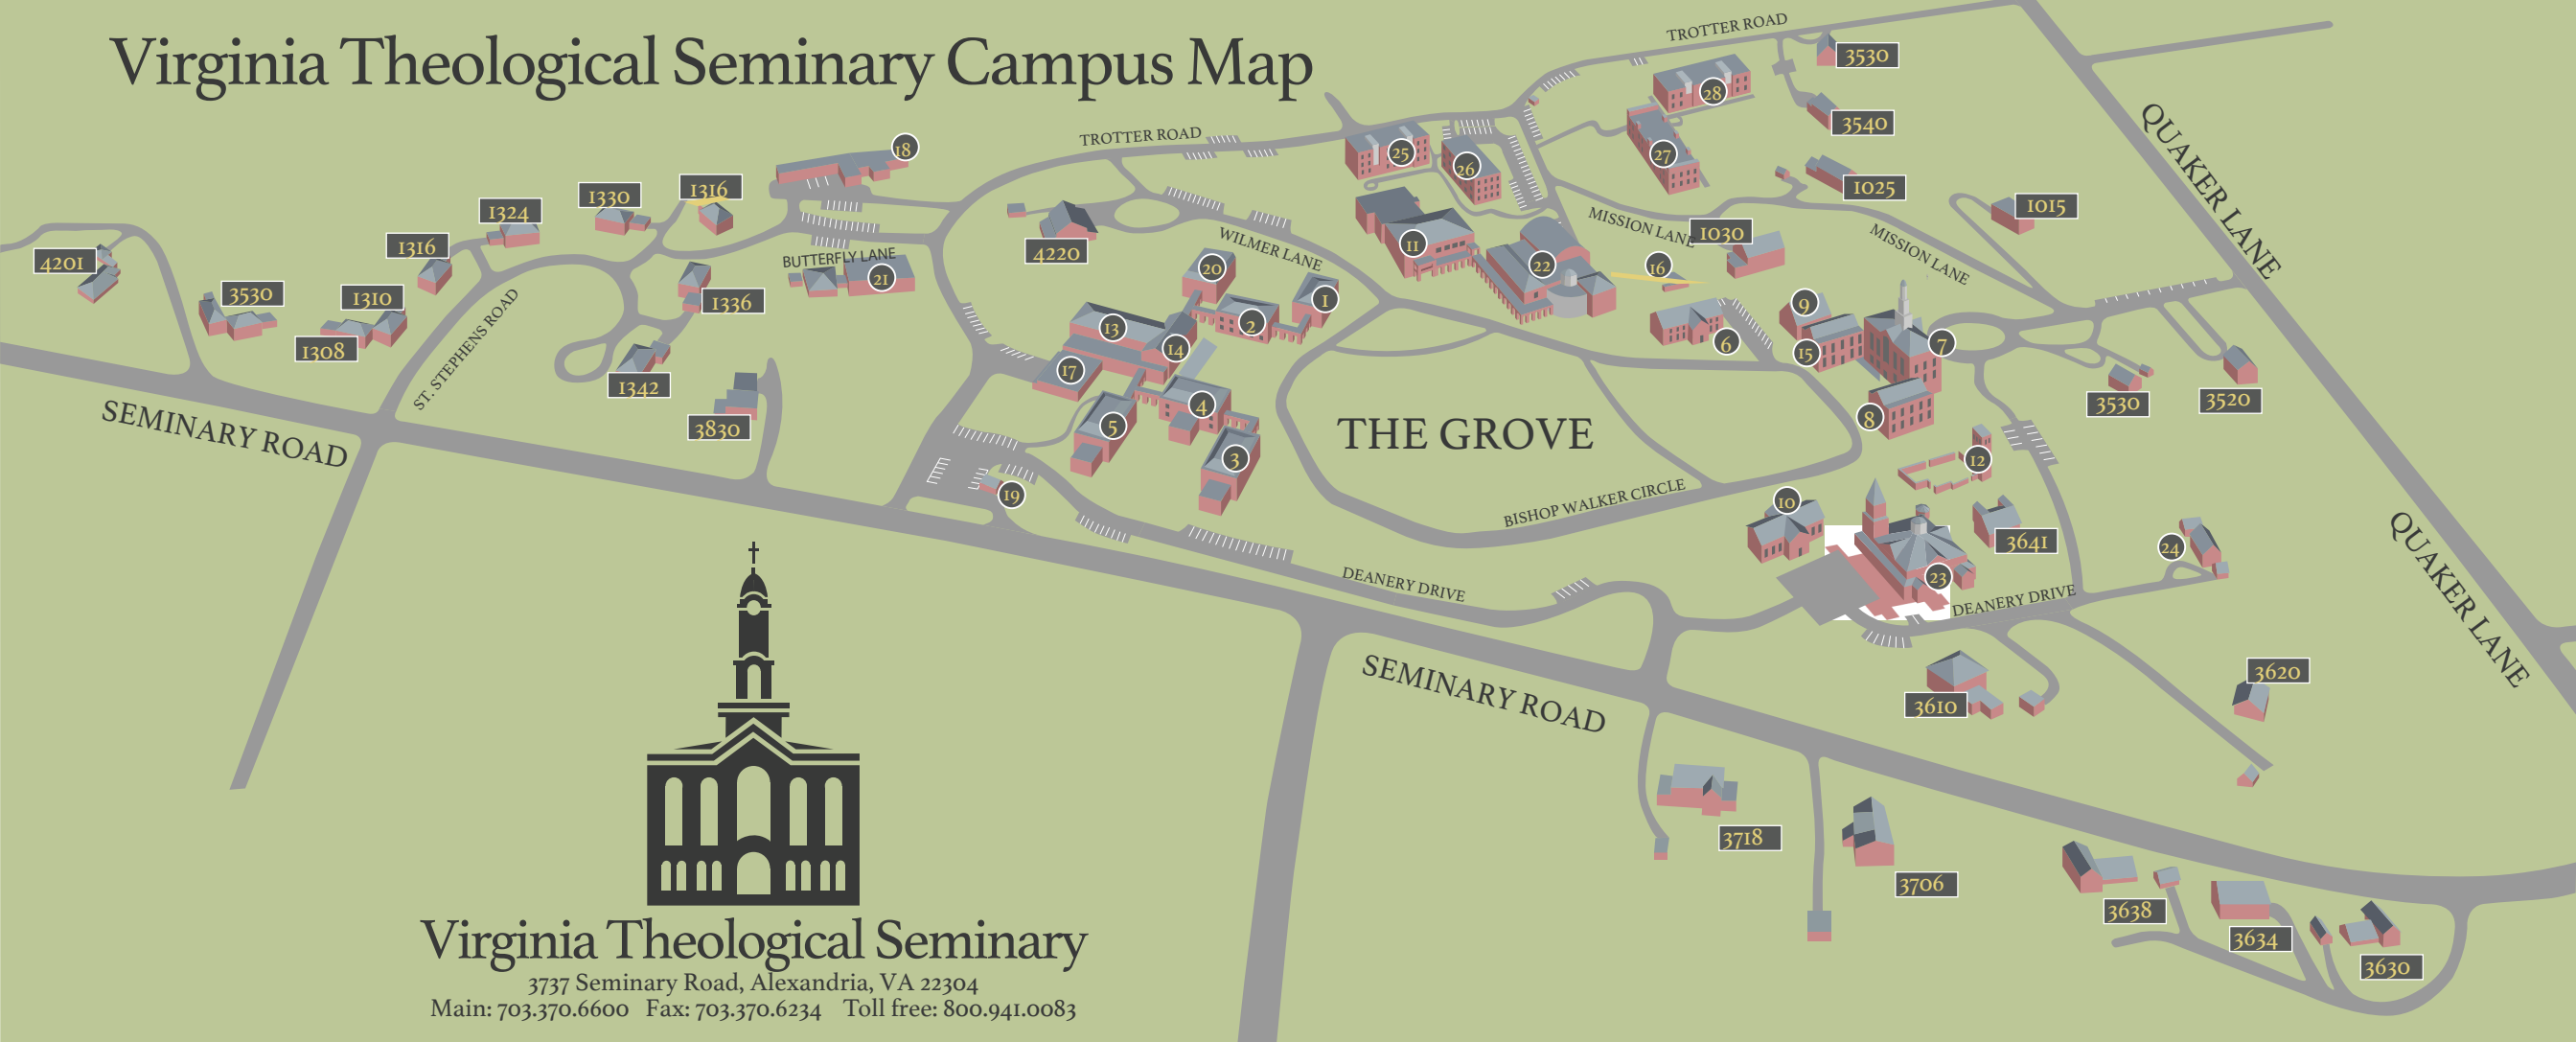 Virginia Theological Seminary Campus Map
TROTTER ROAD
3530
28
3540
QUAKER LANE
TROTTER ROAD
18
25
26
27
1025
1015
1316
1330
1324
1316
4201
3530
1310
1308
ST. STEPHENS ROAD
1336
1342
BUTTERFLY LANE
21
3830
4220
WILMER LANE
20
1
2
13
14
17
4
5
3
19
11
22
MISSION LANE
1030
16
MISSION LANE
9
6
15
7
8
3530
3520
SEMINARY ROAD
THE GROVE
BISHOP WALKER CIRCLE
12
10
3641
23
24
DEANERY DRIVE
DEANERY DRIVE
QUAKER LANE
3620
3610
SEMINARY ROAD
3718
3706
3638
3634
3630
Virginia Theological Seminary
3737 Seminary Road, Alexandria, VA 22304
Main: 703.370.6600 Fax: 703.370.6234 Toll free: 800.941.0083